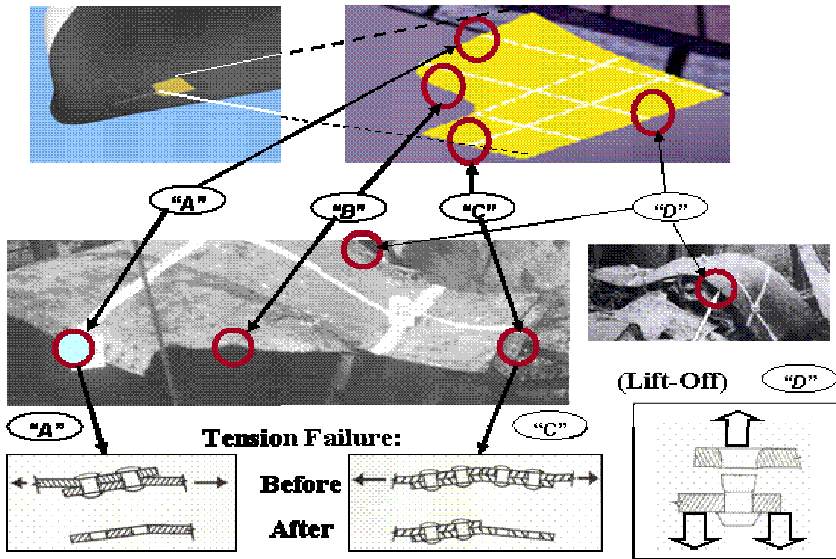 “A”
“B”
“C”
“D”
(Lift-Off)
“D”
“A”
Tension Failure:
“C”
Before
After